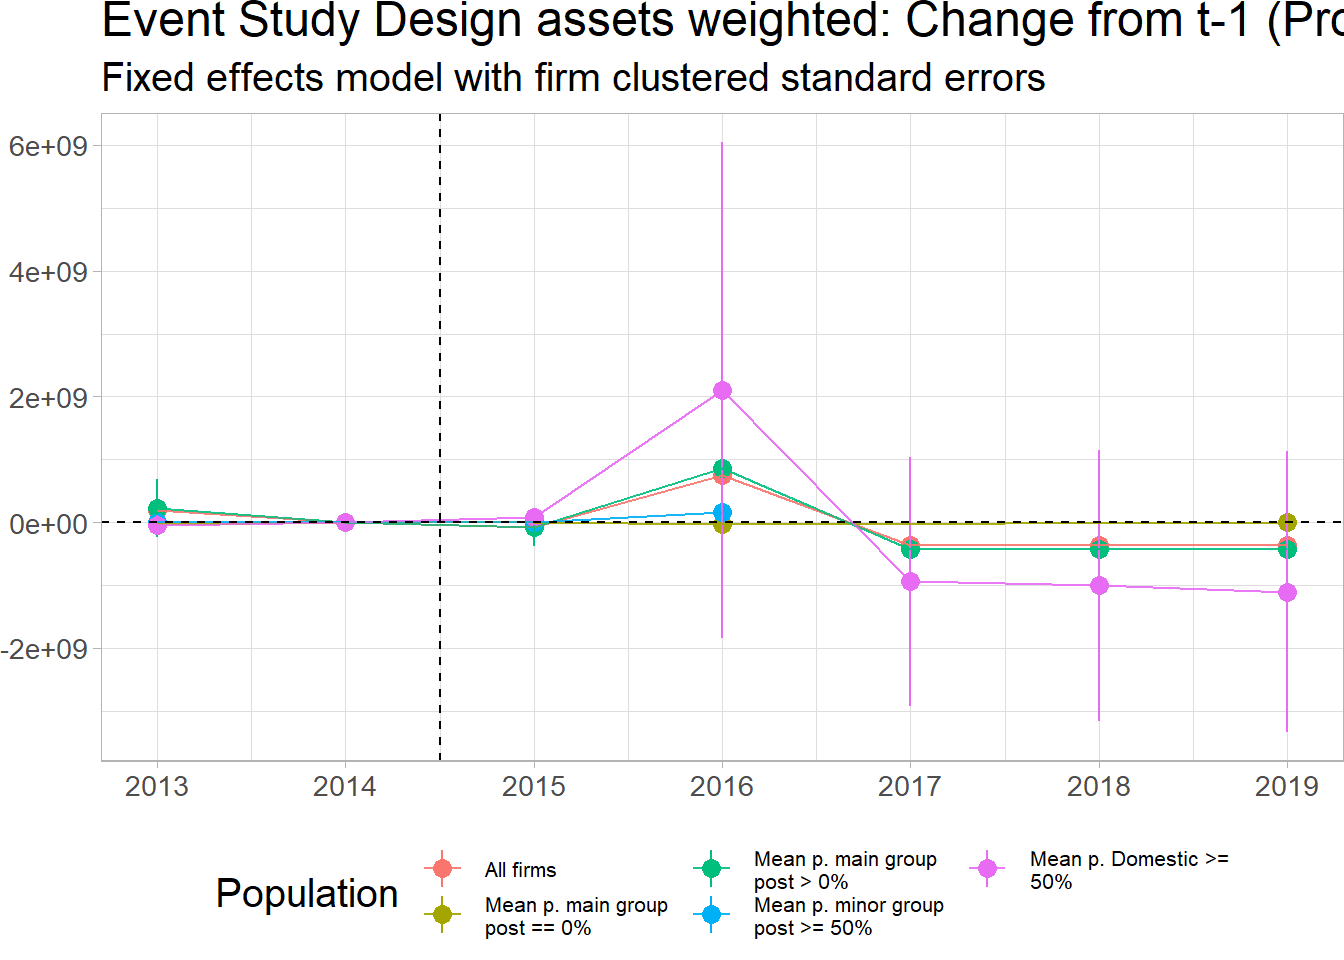 Event Study Design assets weighted: Change from t-1 (Pro
Fixed effects model with firm clustered standard errors
6e+09
4e+09
2e+09
0e+00
-2e+09
2013 2014 2015 2016 2017 2018 2019
Population
All firms
Mean p. main group
post == 0%
Mean p. main group
post > 0%
Mean p. minor group
post >= 50%
Mean p. Domestic >=
50%